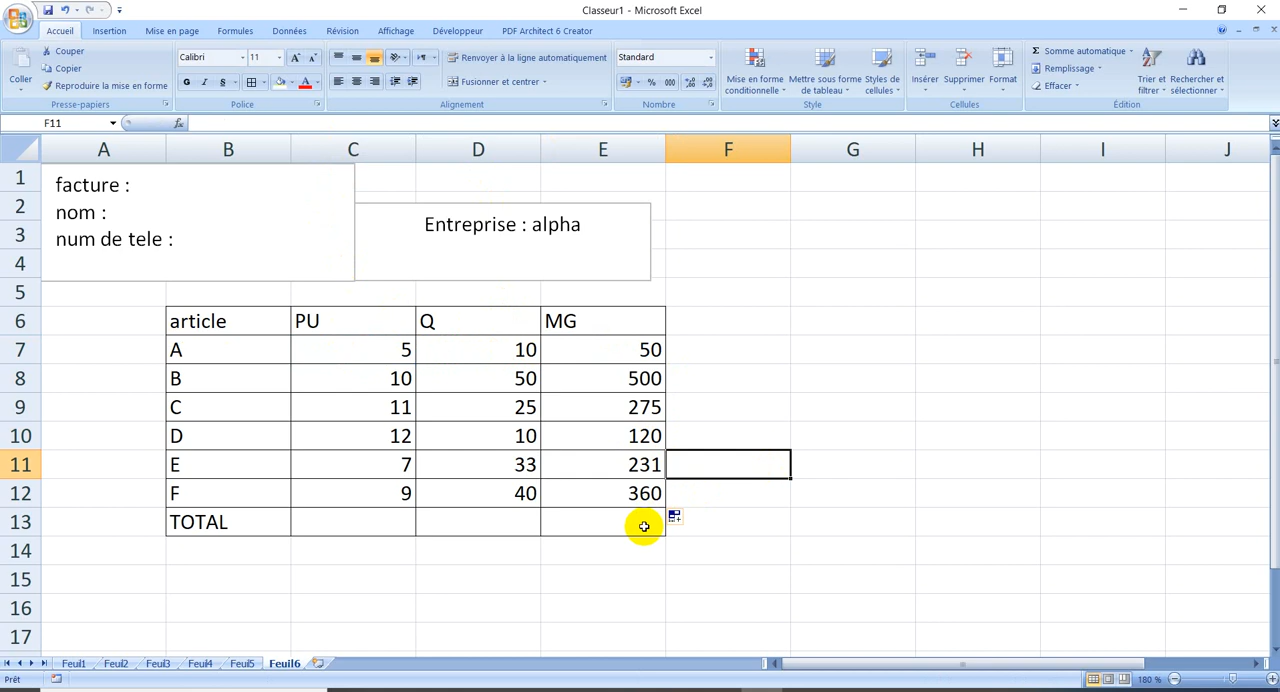 Classeur1 - Microsoft Excel
Accueil Insertion Mise en page Formules Données Révision Affichage Développeur PDF Architect 6 Creator
Coller
Couper
Copier
Reproduire la mise en forme
Presse-papiers
Calibri 11
G I S
Police
Renvoyer à la ligne automatiquement
Fusionner et centrer
Alignement
Standard
% 000
Nombre
Mise en forme conditionnelle
Mettre sous forme de tableau
Styles de cellules
Style
Insérer Supprimer Format
Cellules
Σ Somme automatique
Remplissage
Effacer
Trier et filtrer
Rechercher et sélectionner
Édition
F11 fx
A B C D E F G H I J
1
2
3
4
5
facture :
nom :
num de tele :
Entreprise : alpha
6 article PU Q MG
7 A 5 10 50
8 B 10 50 500
9 C 11 25 275
10 D 12 10 120
11 E 7 33 231
12 F 9 40 360
13 TOTAL
14
15
16
17
Feuil1 Feuil2 Feuil3 Feuil4 Feuil5 Feuil6
Prêt 180 %